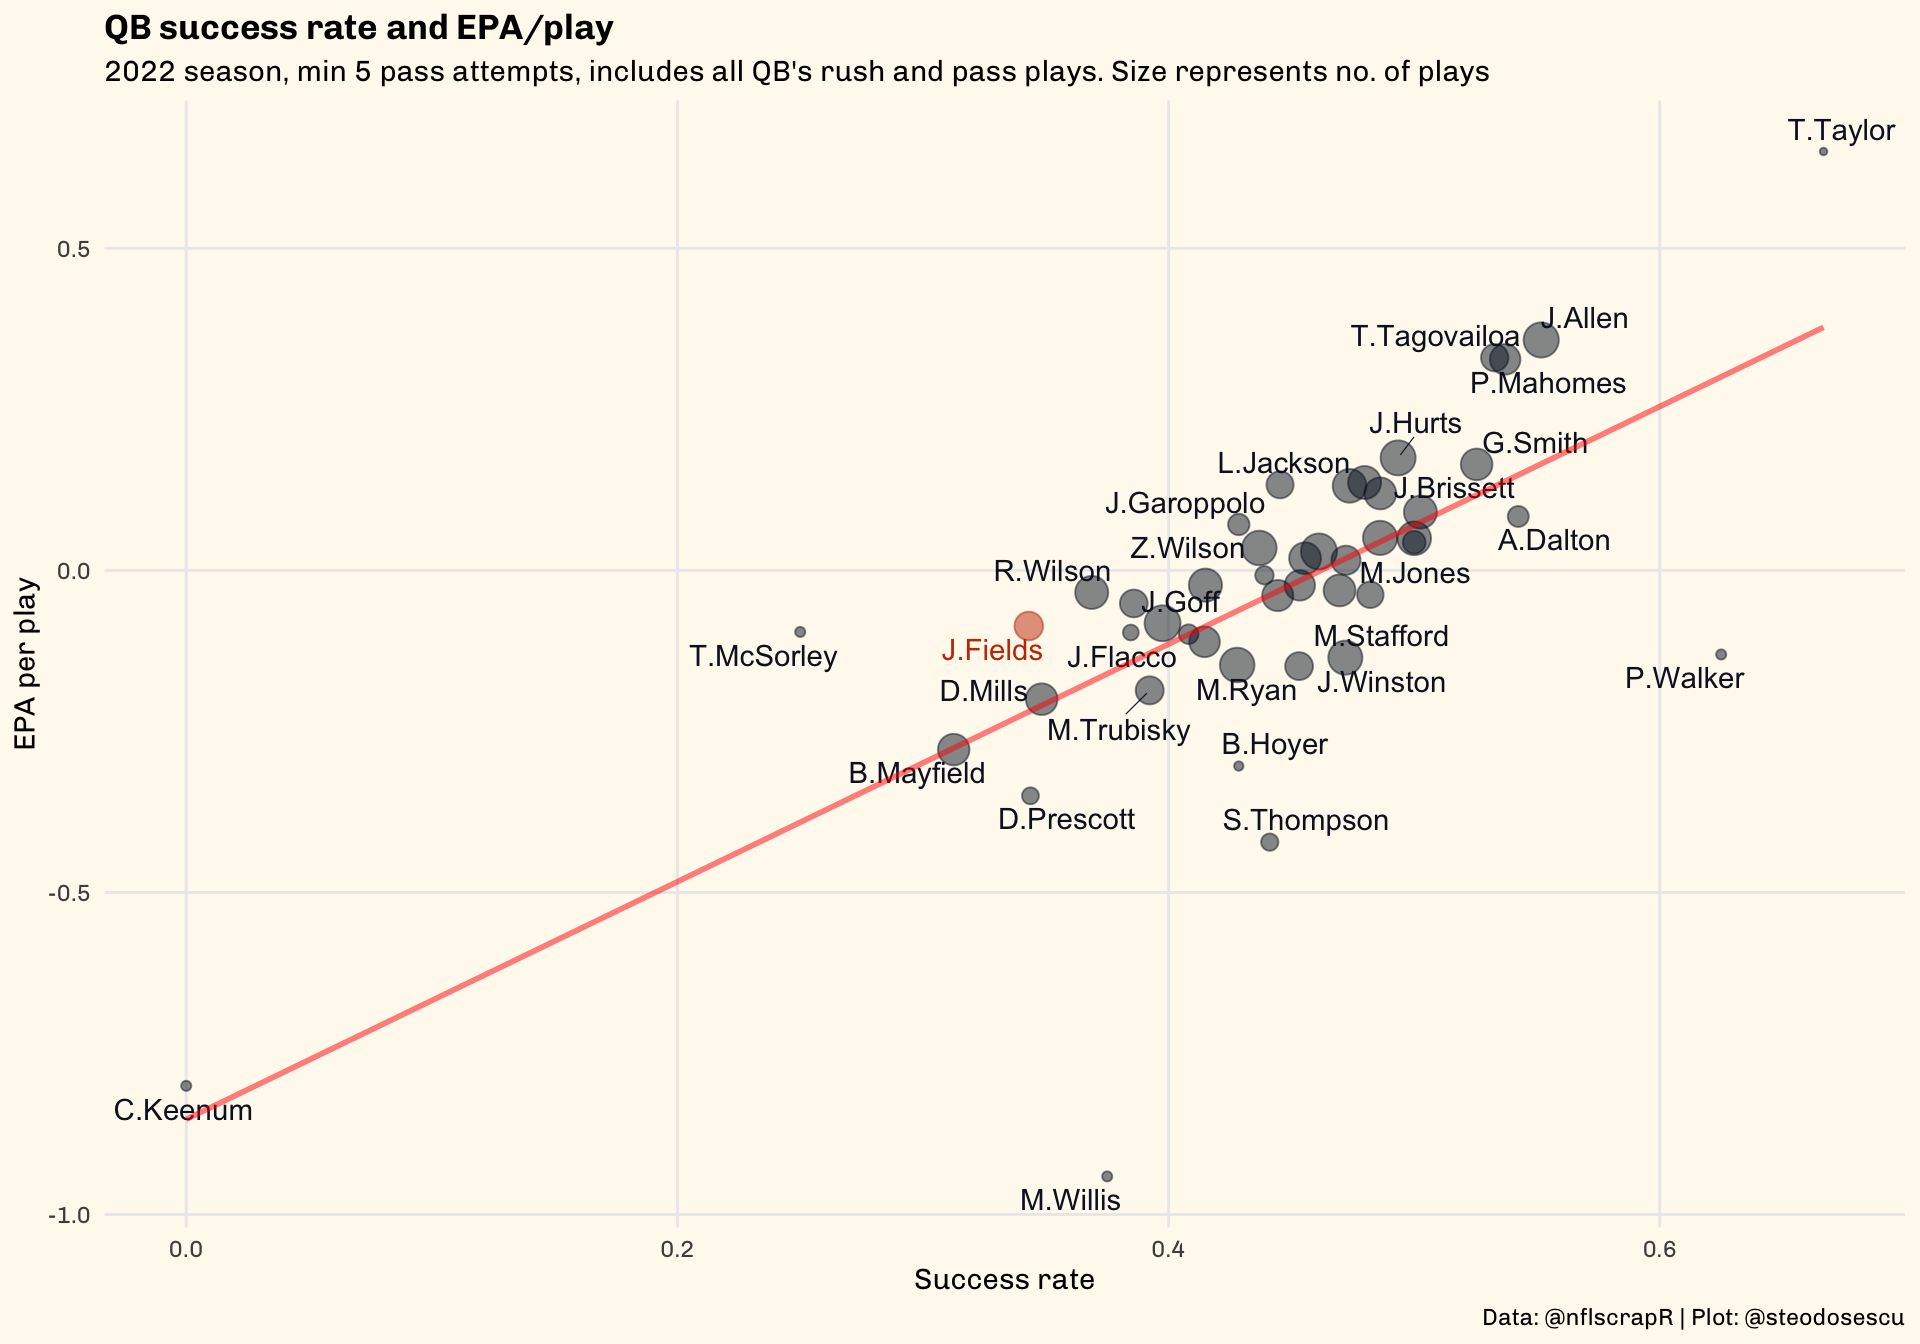 QB success rate and EPA/play
2022 season, min 5 pass attempts, includes all QB's rush and pass plays. Size represents no. of plays
T.Taylor
0.5
J.Allen
T.Tagovailoa
P.Mahomes
J.Hurts
G.Smith
L.Jackson
J.Brissett
J.Garoppolo
A.Dalton
Z.Wilson
0.0
R.Wilson
M.Jones
J.Goff
M.Stafford
T.McSorley
J.Fields
J.Flacco
P.Walker
D.Mills
M.Ryan
J.Winston
M.Trubisky
B.Hoyer
B.Mayfield
D.Prescott
S.Thompson
-0.5
C.Keenum
M.Willis
-1.0
EPA per play
0.0
0.2
0.4
0.6
Success rate
Data: @nflscrapR | Plot: @steodosescu